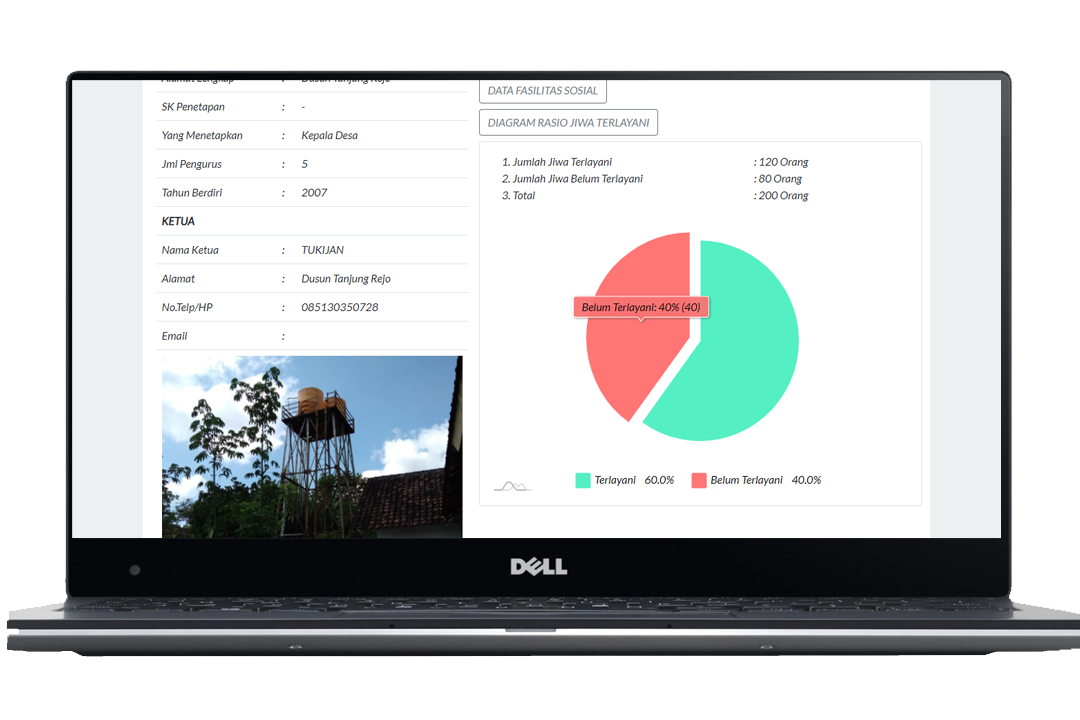 Alamat Lengkap : Dusun Tanjung Rejo
SK Penetapan : -
Yang Menetapkan : Kepala Desa
Jml Pengurus : 5
Tahun Berdiri : 2007
KETUA
Nama Ketua : TUKIJAN
Alamat : Dusun Tanjung Rejo
No.Telp/HP : 085130350728
Email :
DATA FASILITAS SOSIAL
DIAGRAM RASIO JIWA TERLAYANI
1. Jumlah Jiwa Terlayani : 120 Orang
2. Jumlah Jiwa Belum Terlayani : 80 Orang
3. Total : 200 Orang
Belum Terlayani: 40% (40)
Terlayani 60.0% Belum Terlayani 40.0%
DELL